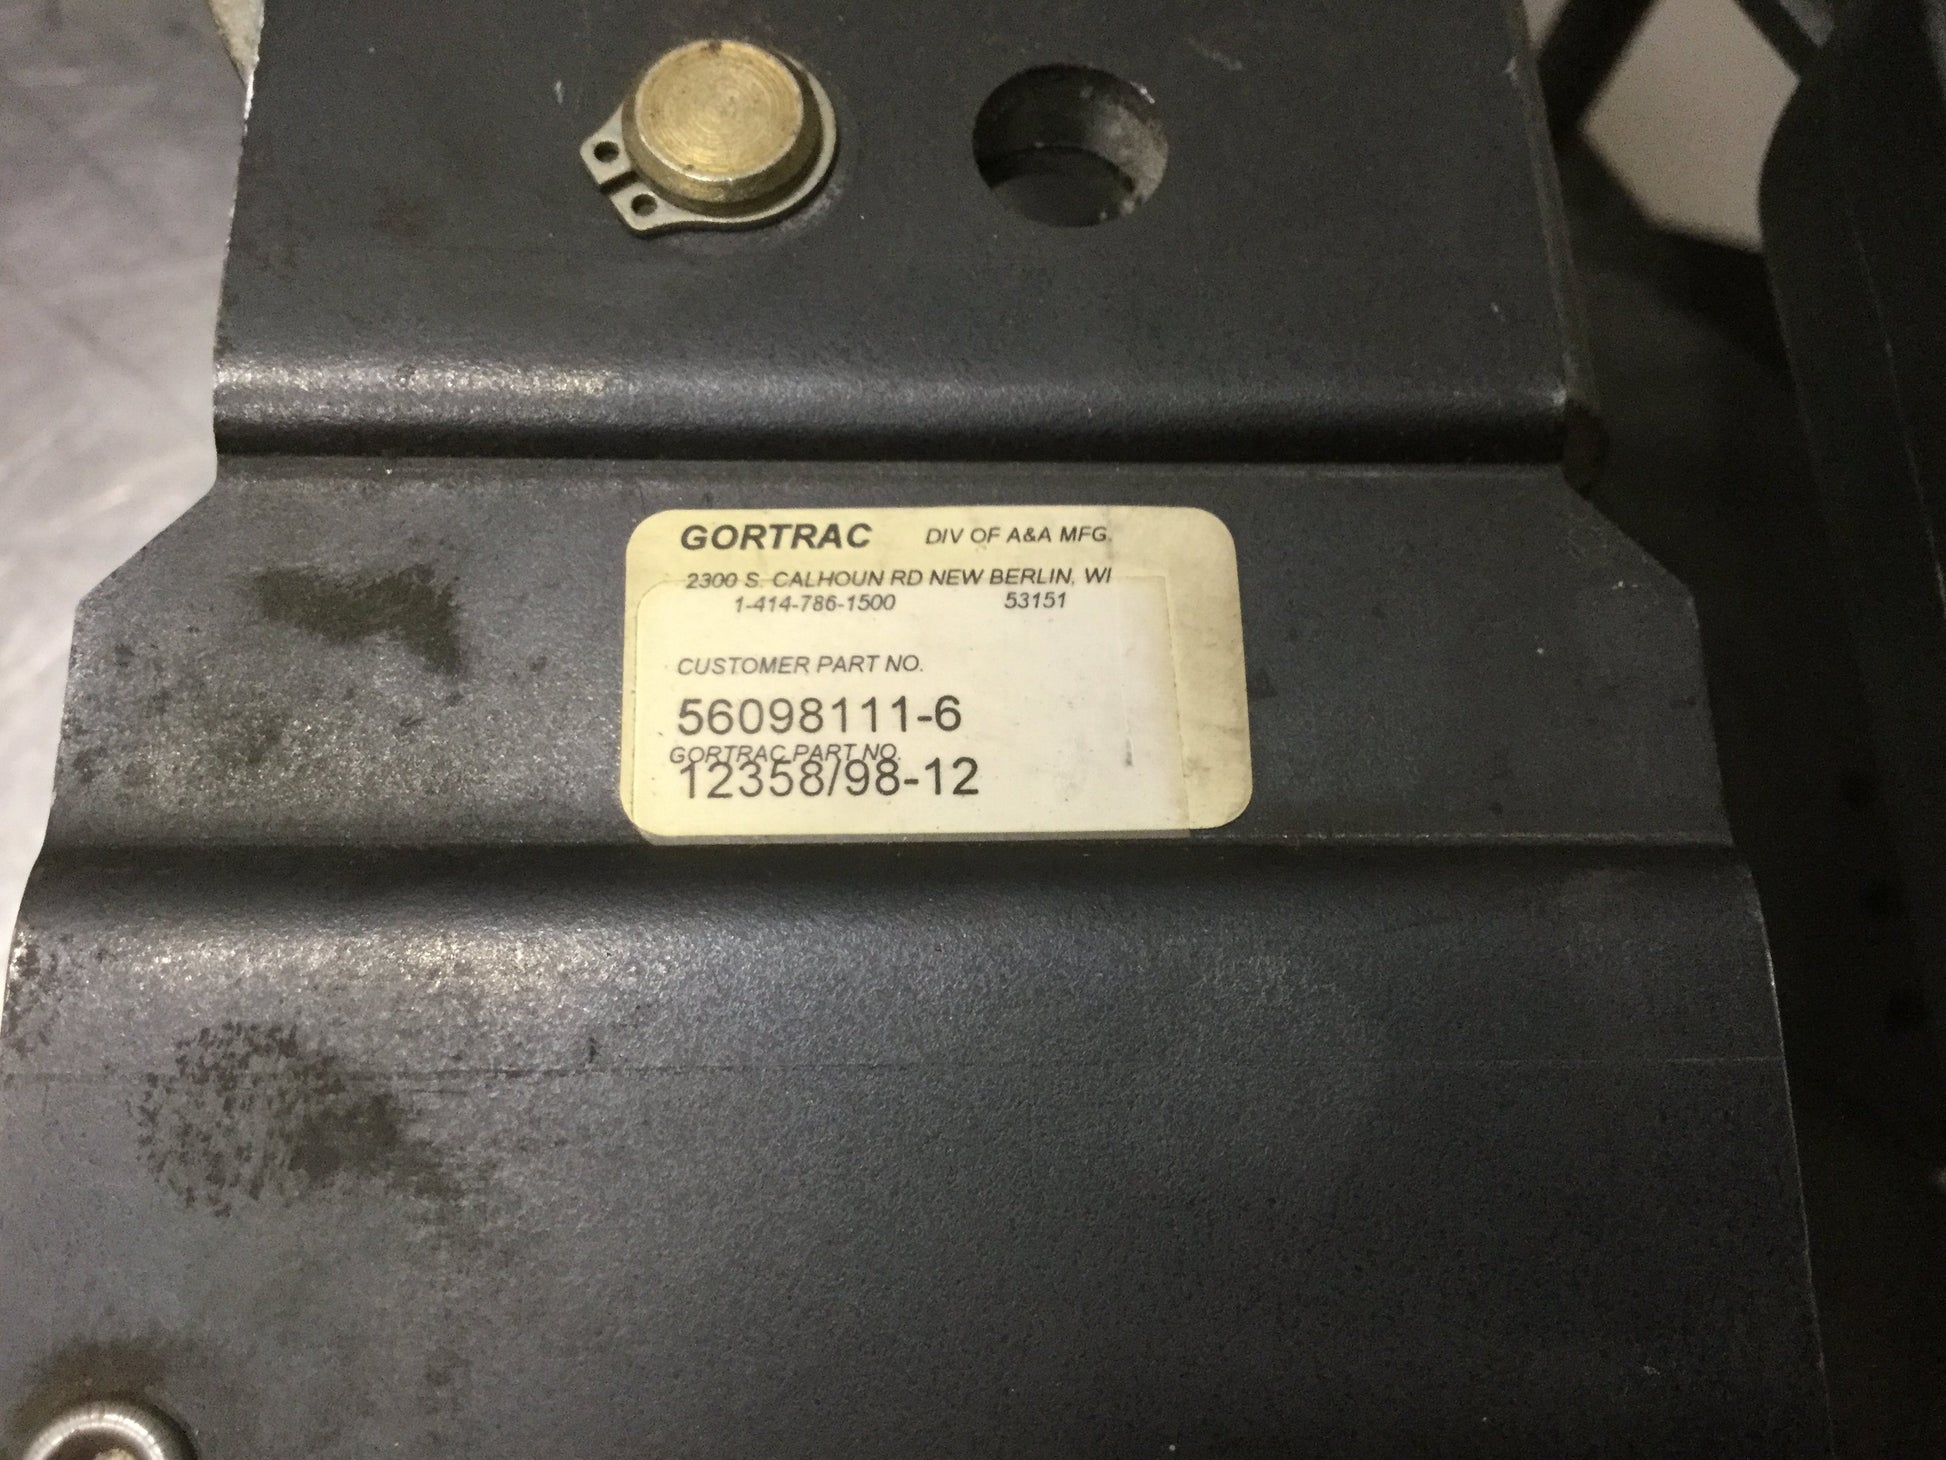 GORTRAC DIV OF A&A MFG.
2300 S. CALHOUN RD NEW BERLIN, WI
1-414-786-1500 53151
CUSTOMER PART NO.
56098111-6
GORTRAC PART NO.
12358/98-12